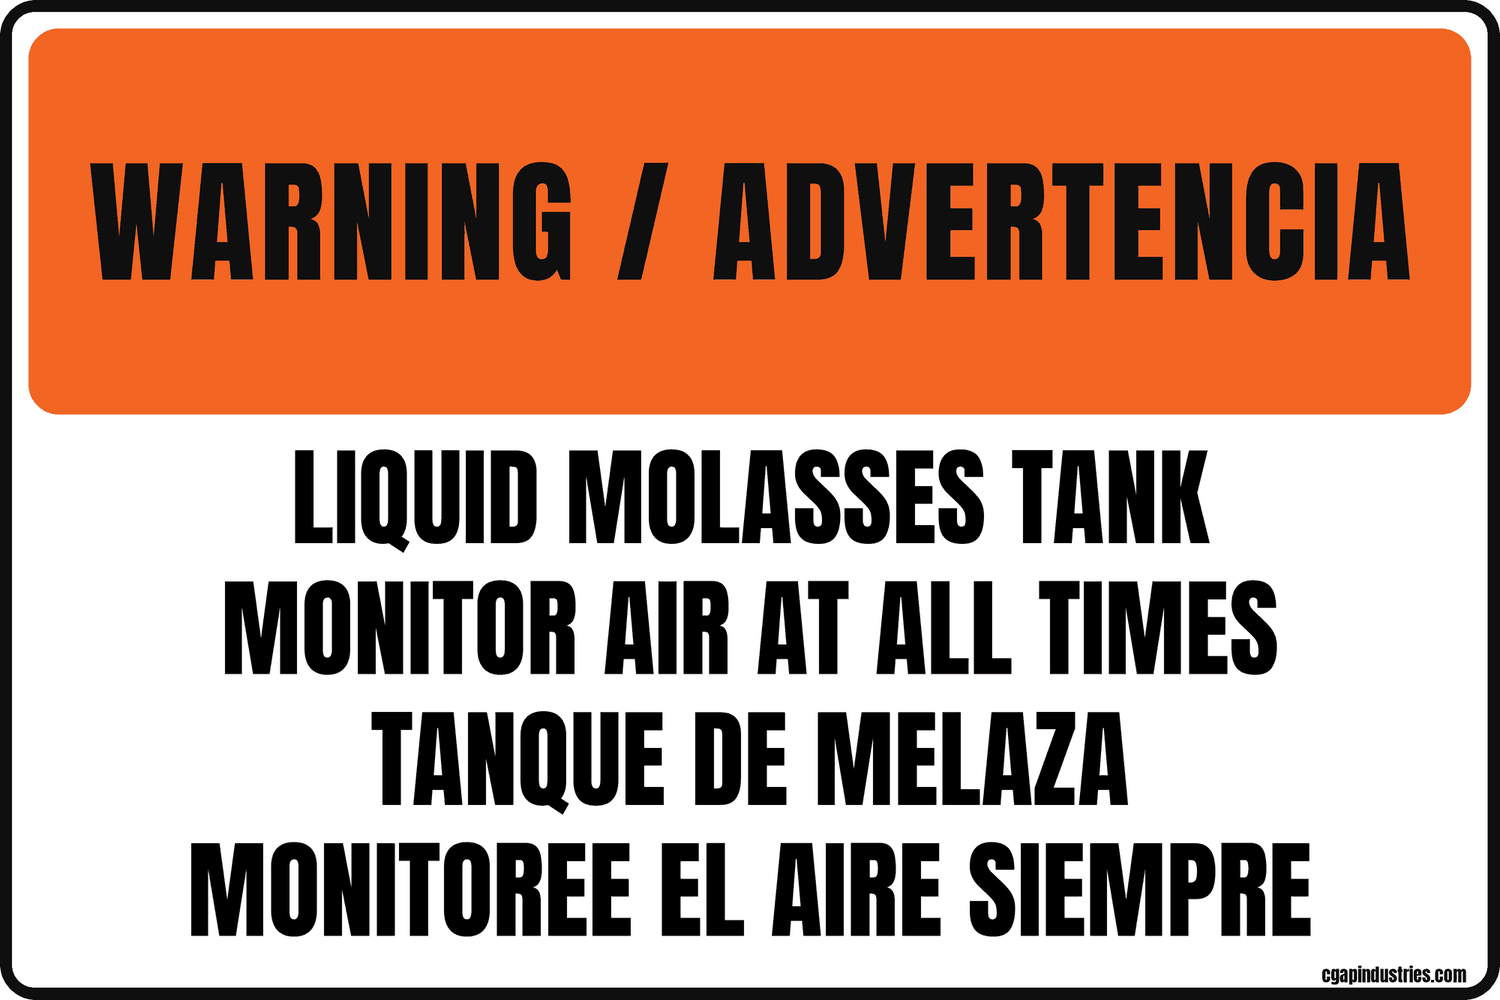 WARNING / ADVERTENCIA
LIQUID MOLASSES TANK
MONITOR AIR AT ALL TIMES
TANQUE DE MELAZA
MONITOREE EL AIRE SIEMPRE
cgapindustries.com